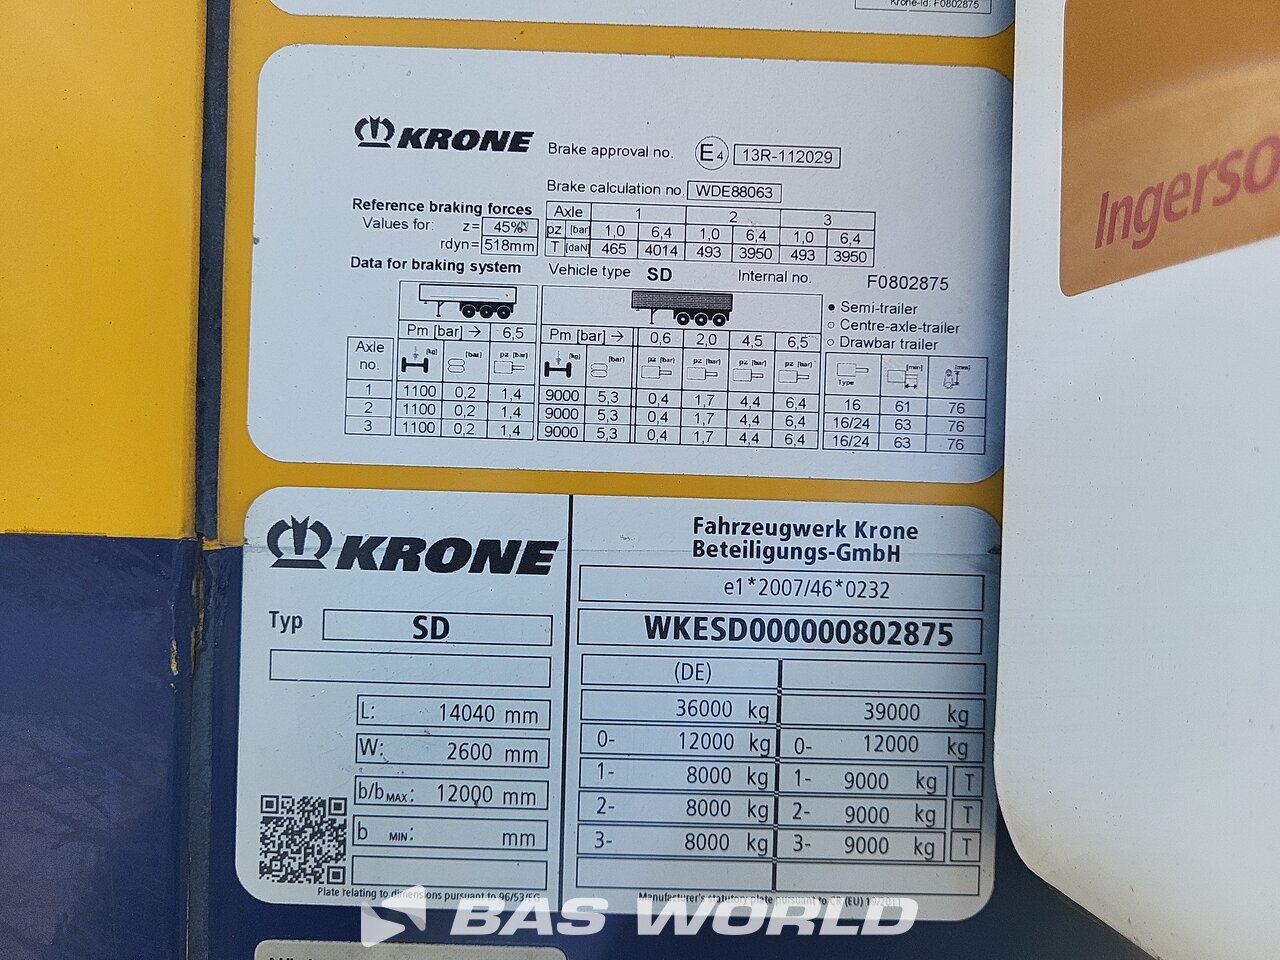 Krone-Id: F0802875
KRONE
Brake approval no. E4 13R-112029
Brake calculation no. WDE88063
Reference braking forces
Values for: z= 45%
rdyn= 518mm
Axle 1 2 3
pz [bar] 1,0 6,4 1,0 6,4 1,0 6,4
T [daN] 465 4014 493 3950 493 3950
Data for braking system
Vehicle type SD Internal no. F0802875
Pm [bar] → 6,5 Pm [bar] → 0,6 2,0 4,5 6,5
• Semi-trailer
○ Centre-axle-trailer
○ Drawbar trailer
Axle no. [kg] [bar] pz [bar] [kg] [bar] pz [bar] pz [bar] pz [bar] pz [bar] Type [mm] [mm]
1 1100 0,2 1,4 9000 5,3 0,4 1,7 4,4 6,4 16 61 76
2 1100 0,2 1,4 9000 5,3 0,4 1,7 4,4 6,4 16/24 63 76
3 1100 0,2 1,4 9000 5,3 0,4 1,7 4,4 6,4 16/24 63 76
Ingerso
KRONE
Typ SD
L: 14040 mm
W: 2600 mm
b/bMAX: 12000 mm
b MIN: mm
Plate relating to dimensions pursuant to 96/53/EG
Fahrzeugwerk Krone
Beteiligungs-GmbH
e1*2007/46*0232
WKESD000000802875
(DE)
36000 kg 39000 kg
0- 12000 kg 0- 12000 kg
1- 8000 kg 1- 9000 kg T
2- 8000 kg 2- 9000 kg T
3- 8000 kg 3- 9000 kg T
Manufacturer's statutory plate pursuant to CR (EU) 19/2011
BAS WORLD